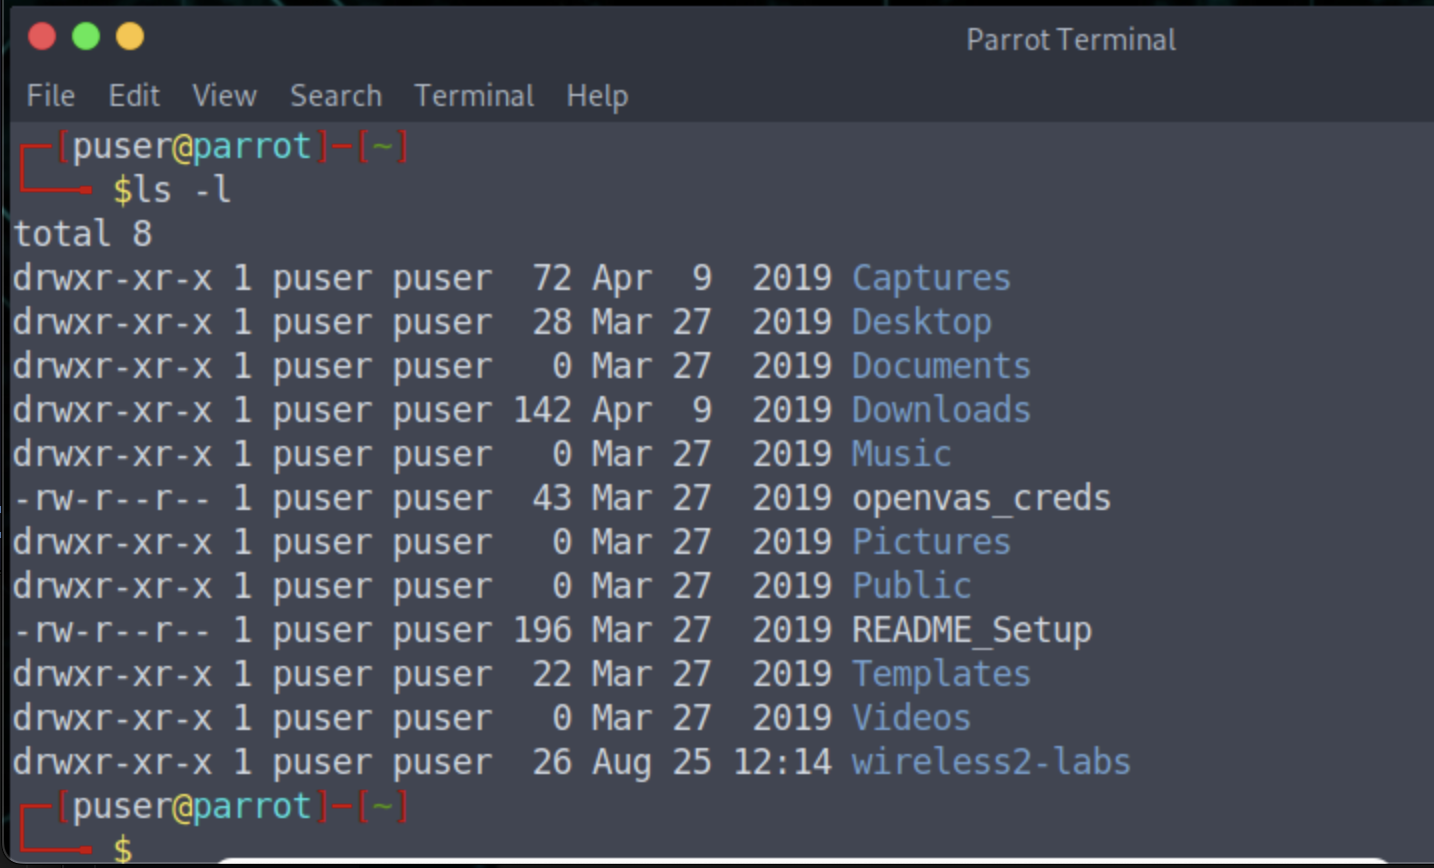 Parrot Terminal
File Edit View Search Terminal Help
┌─[puser@parrot]─[~]
└──╼ $ls -l
total 8
drwxr-xr-x 1 puser puser  72 Apr  9  2019 Captures
drwxr-xr-x 1 puser puser  28 Mar 27  2019 Desktop
drwxr-xr-x 1 puser puser   0 Mar 27  2019 Documents
drwxr-xr-x 1 puser puser 142 Apr  9  2019 Downloads
drwxr-xr-x 1 puser puser   0 Mar 27  2019 Music
-rw-r--r-- 1 puser puser  43 Mar 27  2019 openvas_creds
drwxr-xr-x 1 puser puser   0 Mar 27  2019 Pictures
drwxr-xr-x 1 puser puser   0 Mar 27  2019 Public
-rw-r--r-- 1 puser puser 196 Mar 27  2019 README_Setup
drwxr-xr-x 1 puser puser  22 Mar 27  2019 Templates
drwxr-xr-x 1 puser puser   0 Mar 27  2019 Videos
drwxr-xr-x 1 puser puser  26 Aug 25 12:14 wireless2-labs
┌─[puser@parrot]─[~]
└──╼ $